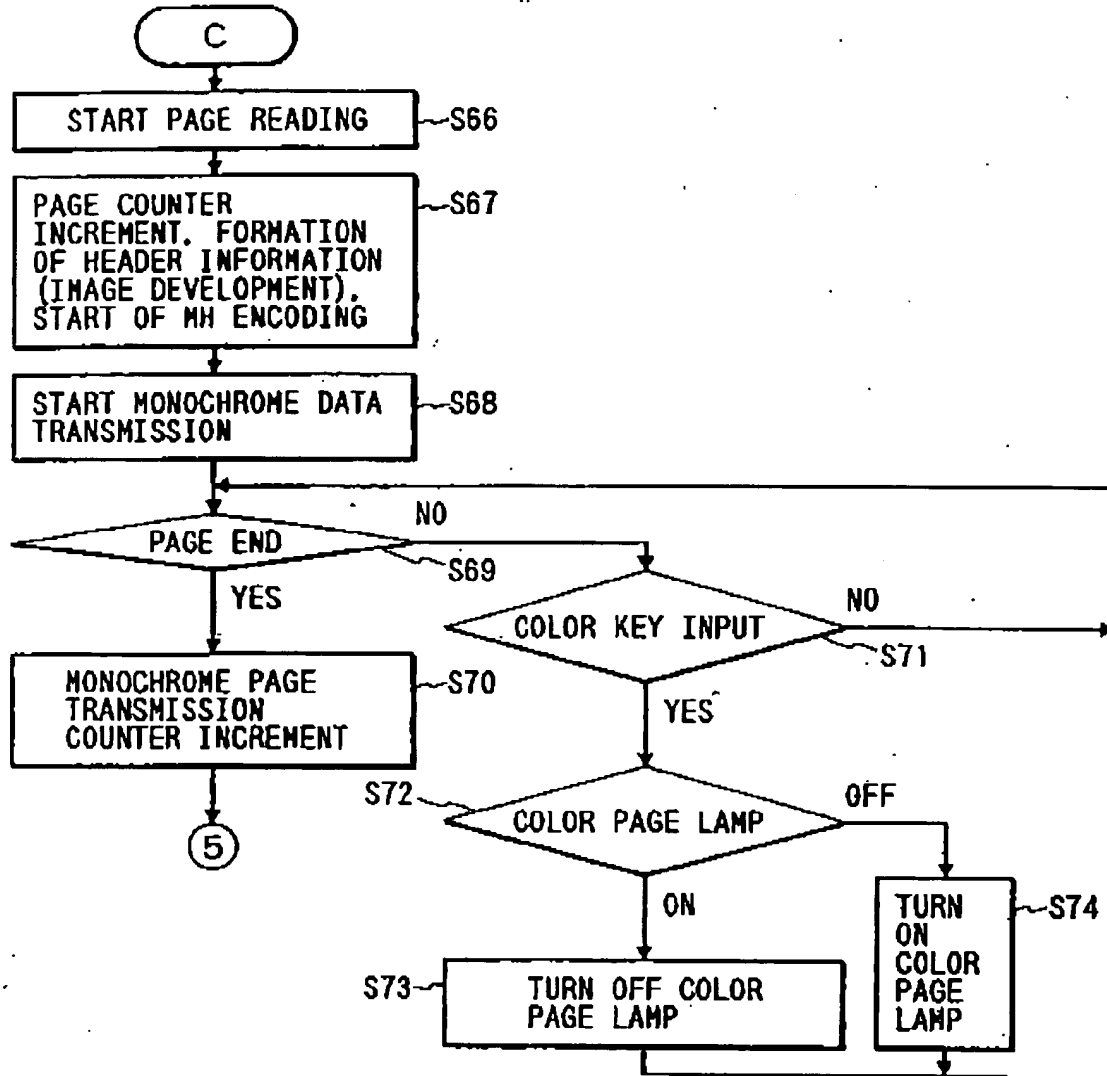 C
START PAGE READING
S66
PAGE COUNTER
INCREMENT. FORMATION
OF HEADER INFORMATION
(IMAGE DEVELOPMENT).
START OF MH ENCODING
S67
START MONOCHROME DATA
TRANSMISSION
S68
PAGE END
NO
S69
YES
COLOR KEY INPUT
NO
S71
MONOCHROME PAGE
TRANSMISSION
COUNTER INCREMENT
S70
YES
5
S72
COLOR PAGE LAMP
OFF
ON
TURN
ON
COLOR
PAGE
LAMP
S74
S73
TURN OFF COLOR
PAGE LAMP